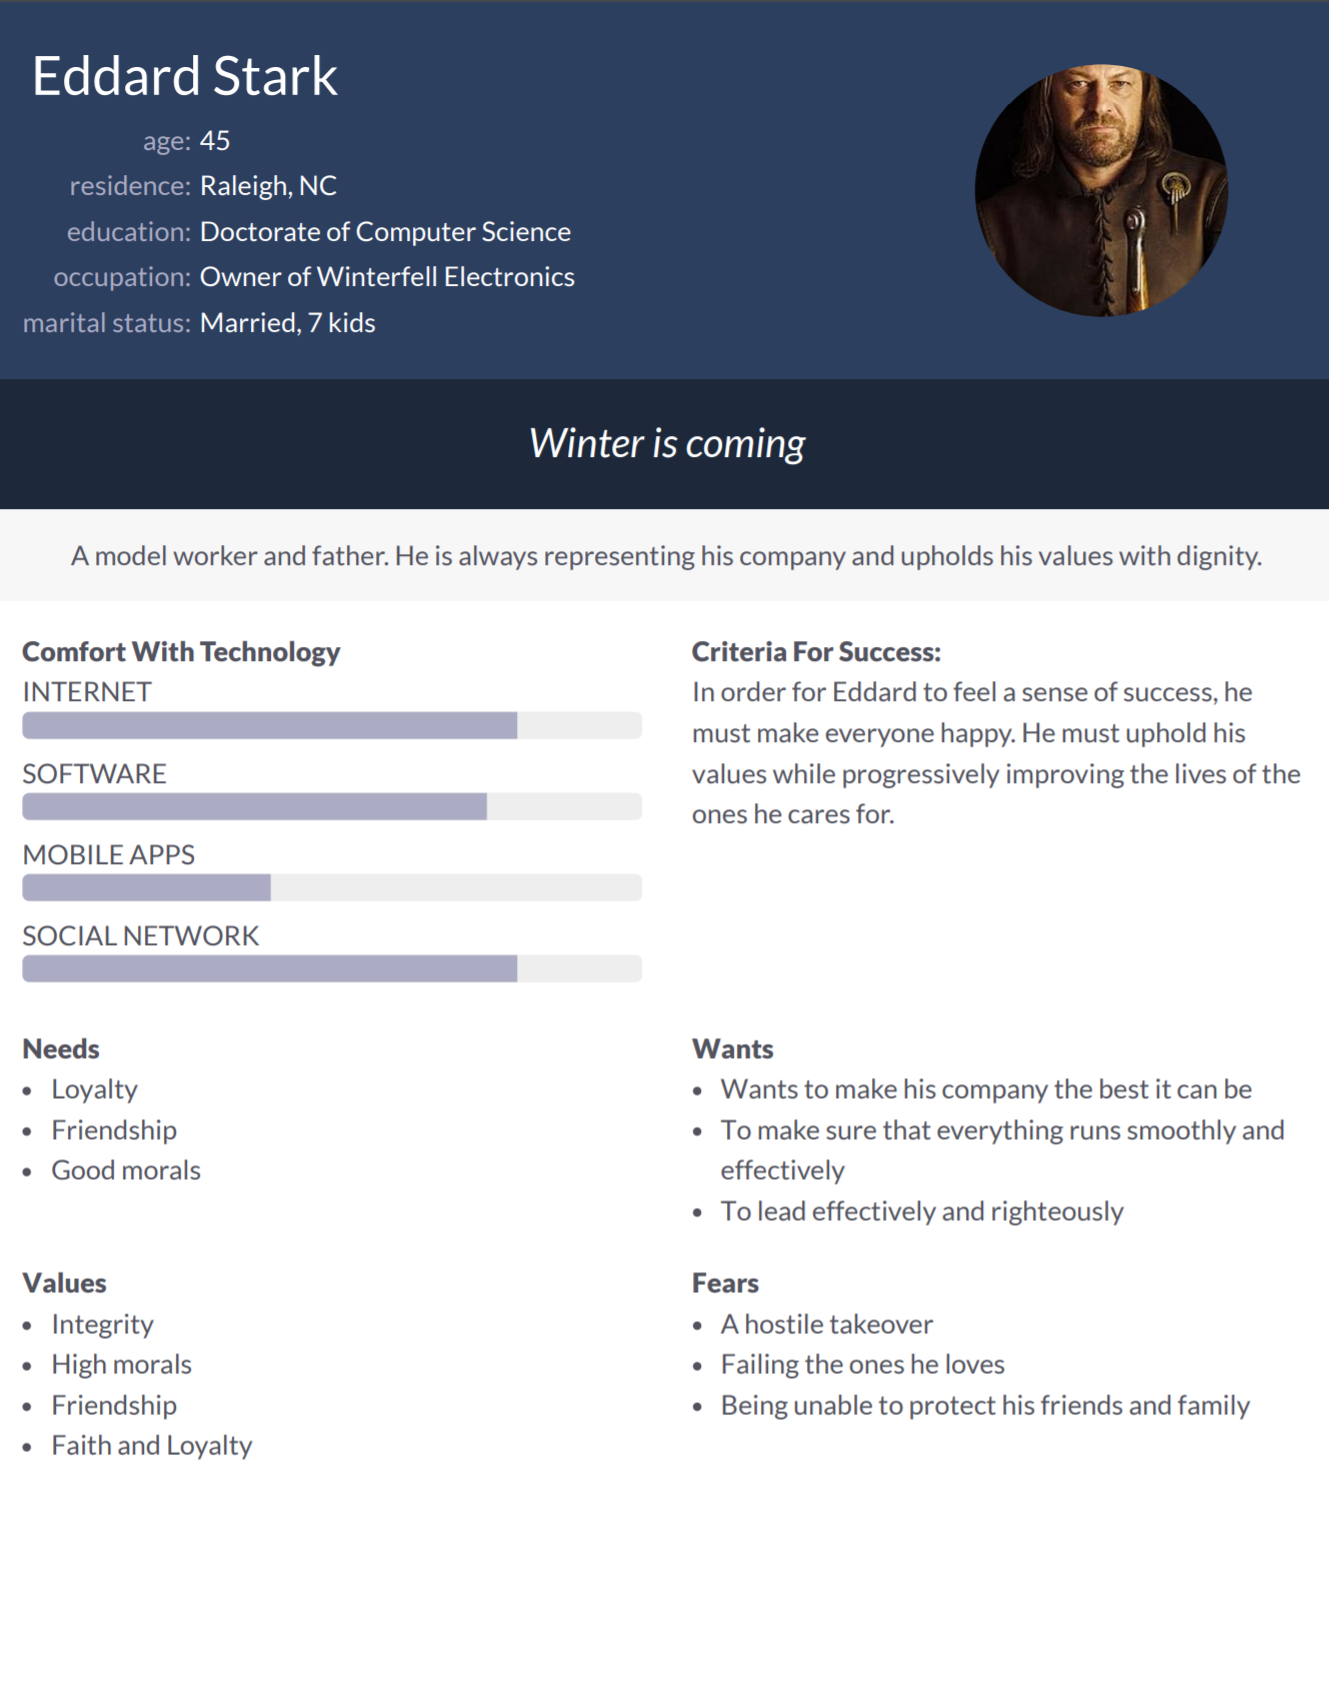 Eddard Stark
age: 45
residence: Raleigh, NC
education: Doctorate of Computer Science
occupation: Owner of Winterfell Electronics
marital status: Married, 7 kids
Winter is coming
A model worker and father. He is always representing his company and upholds his values with dignity.
Comfort With Technology
INTERNET
SOFTWARE
MOBILE APPS
SOCIAL NETWORK
Criteria For Success:
In order for Eddard to feel a sense of success, he
must make everyone happy. He must uphold his
values while progressively improving the lives of the
ones he cares for.
Needs
• Loyalty
• Friendship
• Good morals
Wants
• Wants to make his company the best it can be
• To make sure that everything runs smoothly and
effectively
• To lead effectively and righteously
Values
• Integrity
• High morals
• Friendship
• Faith and Loyalty
Fears
• A hostile takeover
• Failing the ones he loves
• Being unable to protect his friends and family